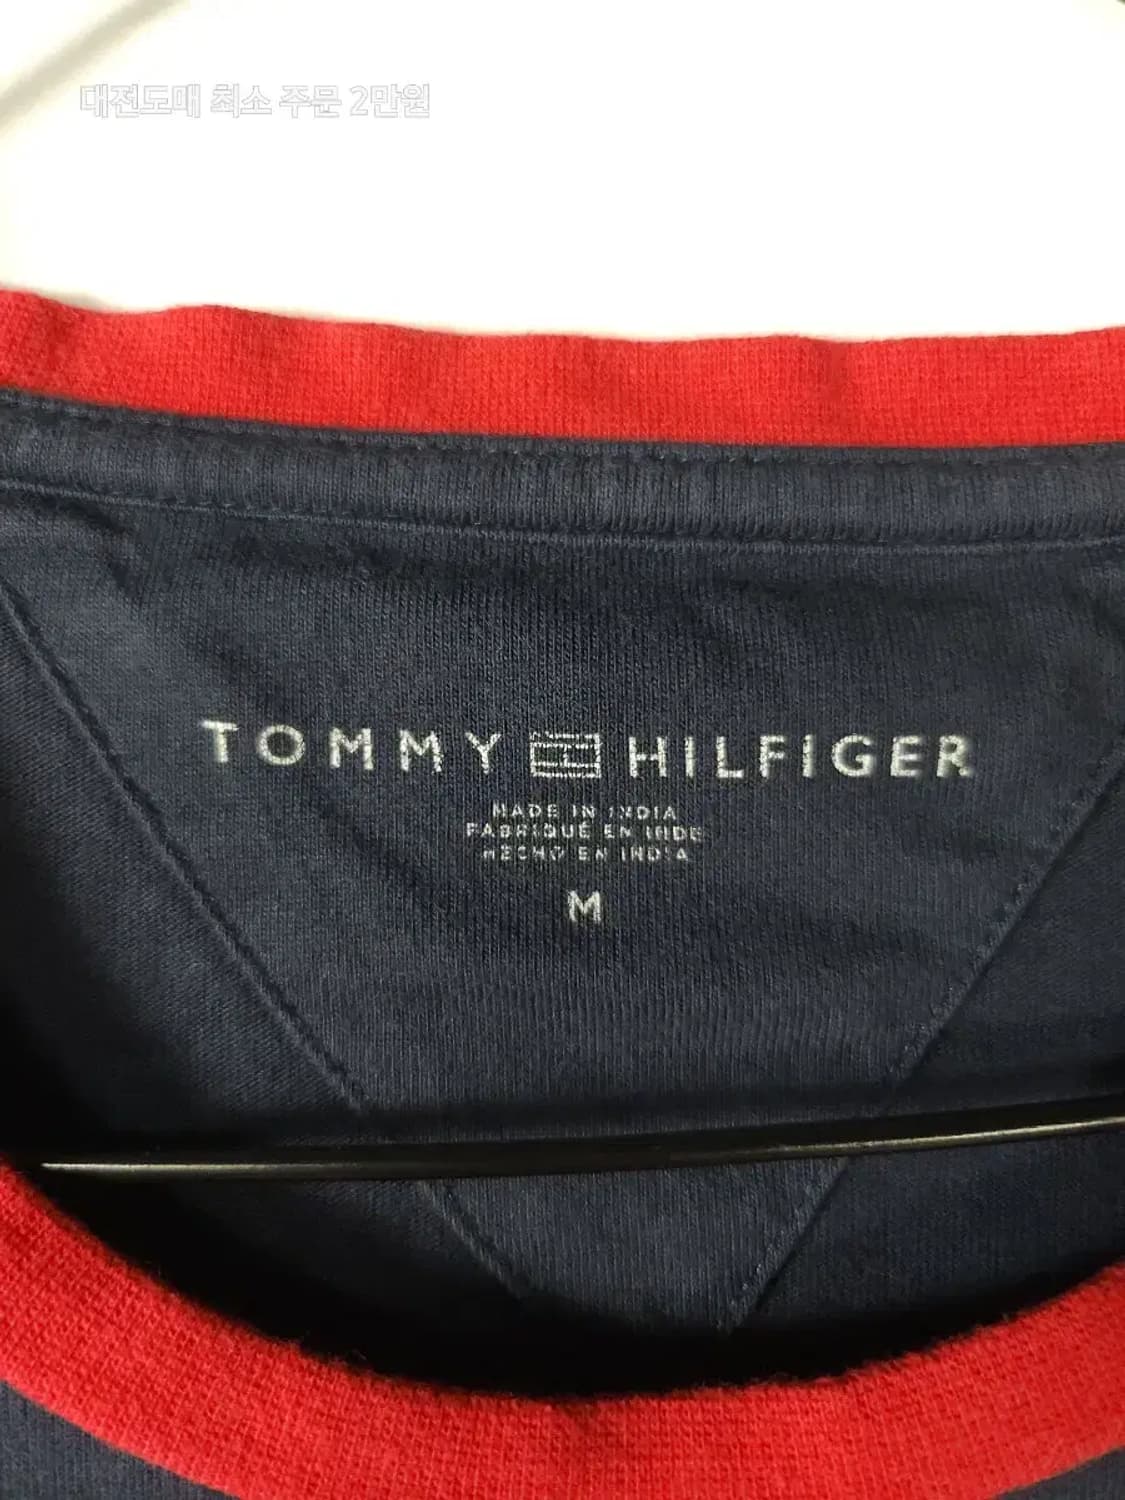 대전도매 최소 주문 2만원
TOMMY HILFIGER
MADE IN INDIA
FABRIQUÉ EN INDE
HECHO EN INDIA
M